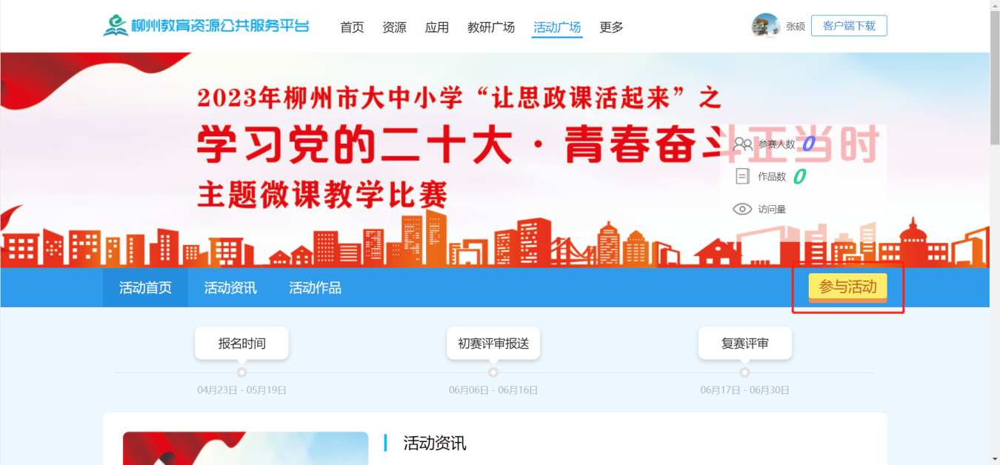 柳州教育资源公共服务平台
首页 资源 应用 教研广场 活动广场 更多
张硕 客户端下载
2023年柳州市大中小学“让思政课活起来”之
学习党的二十大·青春奋斗正当时
主题微课教学比赛
参赛人数 0
作品数 0
访问量
活动首页 活动资讯 活动作品 参与活动
报名时间 初赛评审报送 复赛评审
04月23日 - 05月19日 06月06日 - 06月16日 06月17日 - 06月30日
活动资讯